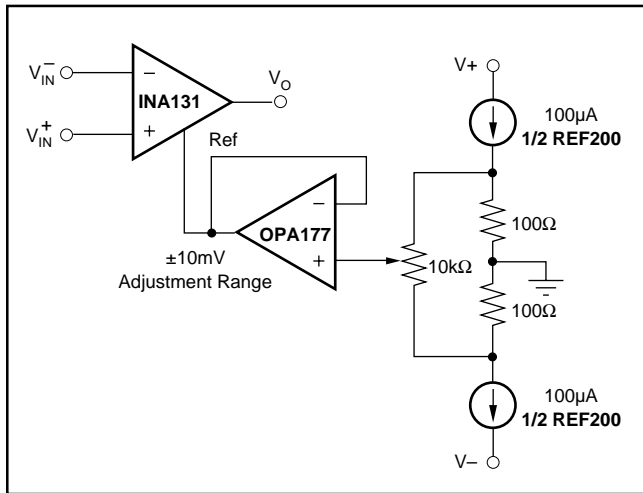 V⁻IN
V⁺IN
−
+
INA131
VO
Ref
−
+
OPA177
±10mV
Adjustment Range
10kΩ
V+
100µA
1/2 REF200
100Ω
100Ω
100µA
1/2 REF200
V–